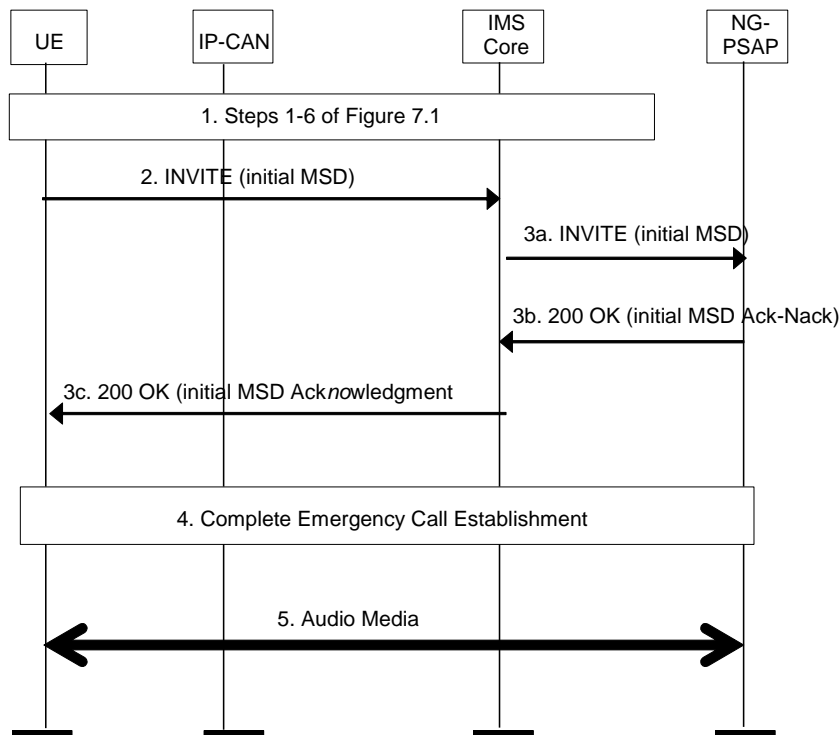 UE
IP-CAN
IMS
Core
NG-
PSAP
1. Steps 1-6 of Figure 7.1
2. INVITE (initial MSD)
3a. INVITE (initial MSD)
3b. 200 OK (initial MSD Ack-Nack)
3c. 200 OK (initial MSD Acknowledgment
4. Complete Emergency Call Establishment
5. Audio Media